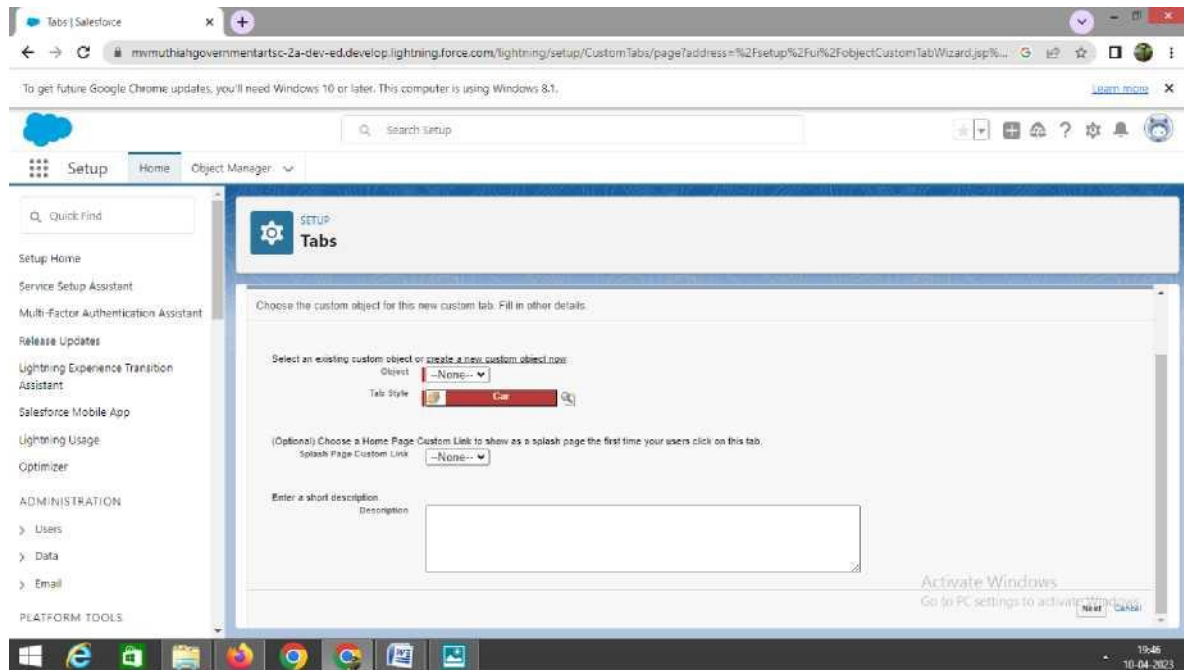 Tabs | Salesforce
mvmuthiahgovernmentartsc-2a-dev-ed.develop.lightning.force.com/lightning/setup/CustomTabs/page?address=%2Fsetup%2Fui%2FobjectCustomTabWizard.jsp%...
To get future Google Chrome updates, you'll need Windows 10 or later. This computer is using Windows 8.1.
Learn more
Search Setup
Setup
Home
Object Manager
Quick Find
Setup Home
Service Setup Assistant
Multi-Factor Authentication Assistant
Release Updates
Lightning Experience Transition
Assistant
Salesforce Mobile App
Lightning Usage
Optimizer
ADMINISTRATION
Users
Data
Email
PLATFORM TOOLS
SETUP
Tabs
Choose the custom object for this new custom tab. Fill in other details.
Select an existing custom object or create a new custom object now.
Object
--None--
Tab Style
Car
(Optional) Choose a Home Page Custom Link to show as a splash page the first time your users click on this tab.
Splash Page Custom Link
--None--
Enter a short description.
Description
Activate Windows
Go to PC settings to activate Windows.
Next
Cancel
19:46
10-04-2023